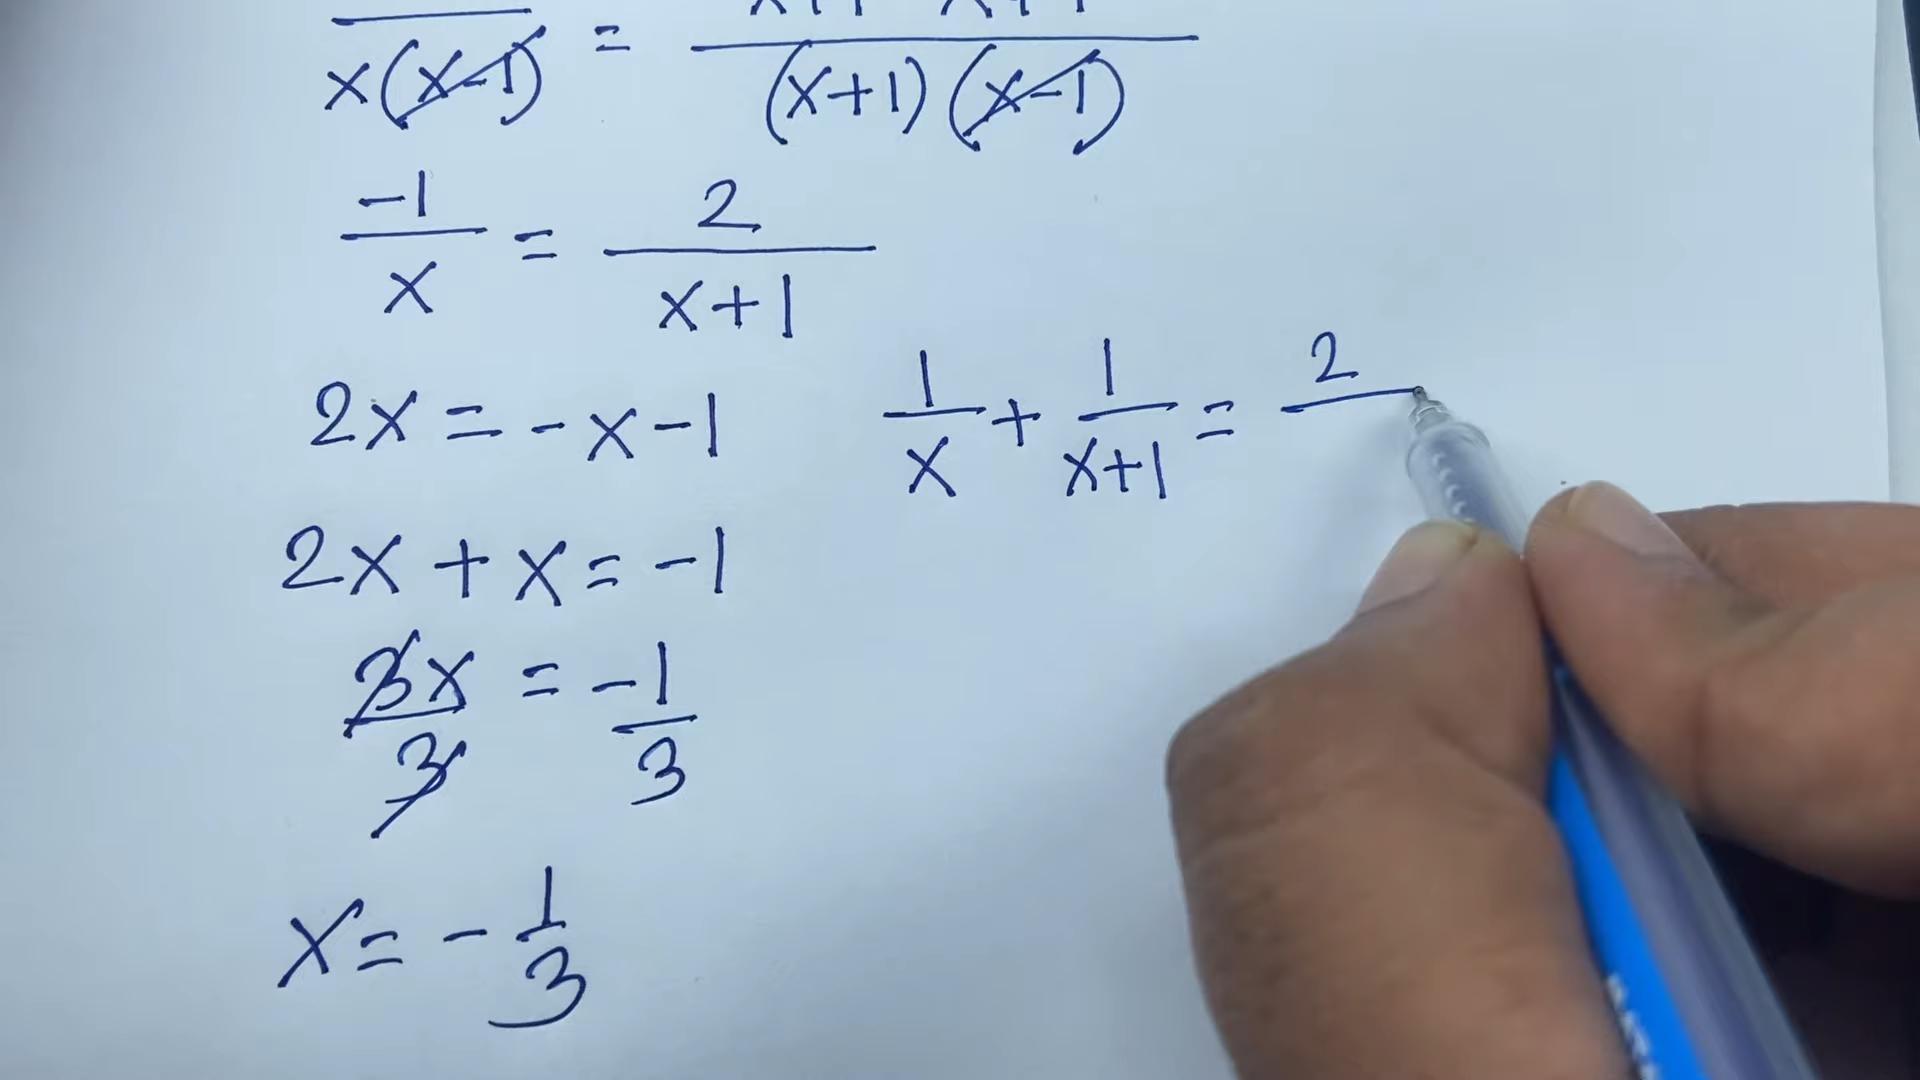 x(x-1) = (x+1)(x-1)
-1/x = 2/x+1
2x = -x-1
1/x + 1/x+1 = 2/
2x + x = -1
3x/3 = -1/3
x = -1/3